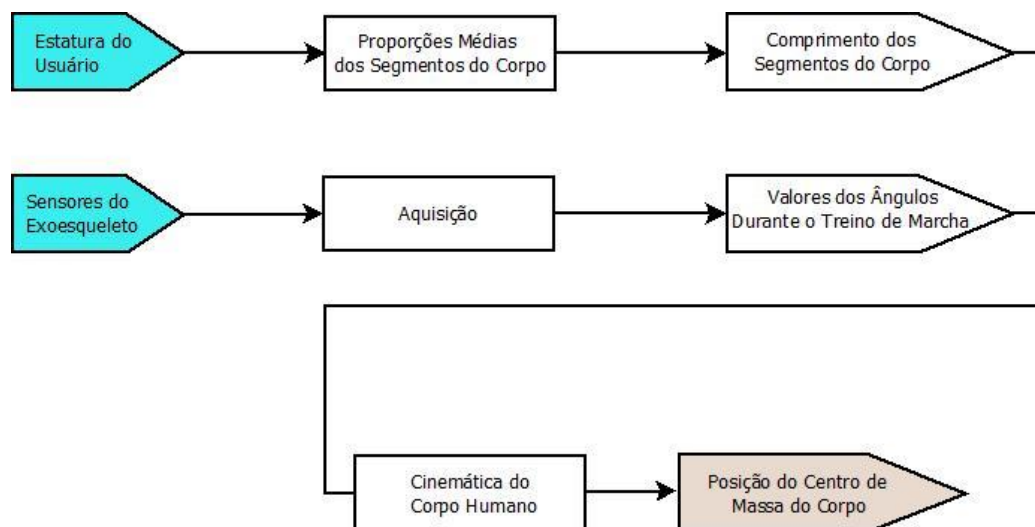 Estatura do
Usuário
Proporções Médias
dos Segmentos do Corpo
Comprimento dos
Segmentos do Corpo
Sensores do
Exoesqueleto
Aquisição
Valores dos Ângulos
Durante o Treino de Marcha
Cinemática do
Corpo Humano
Posição do Centro de
Massa do Corpo